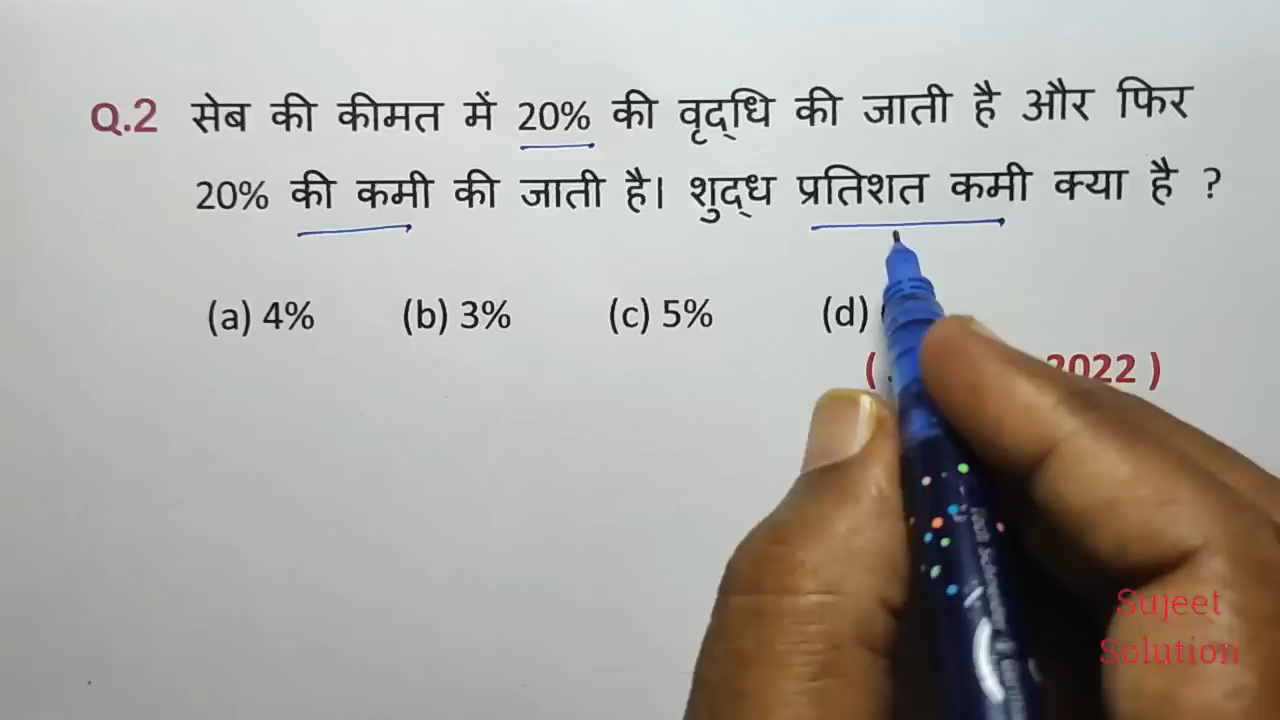 Q.2 सेब की कीमत में 20% की वृद्धि की जाती है और फिर
20% की कमी की जाती है। शुद्ध प्रतिशत कमी क्या है ?
(a) 4% (b) 3% (c) 5% (d)
( 2022 )
Sujeet
Solution